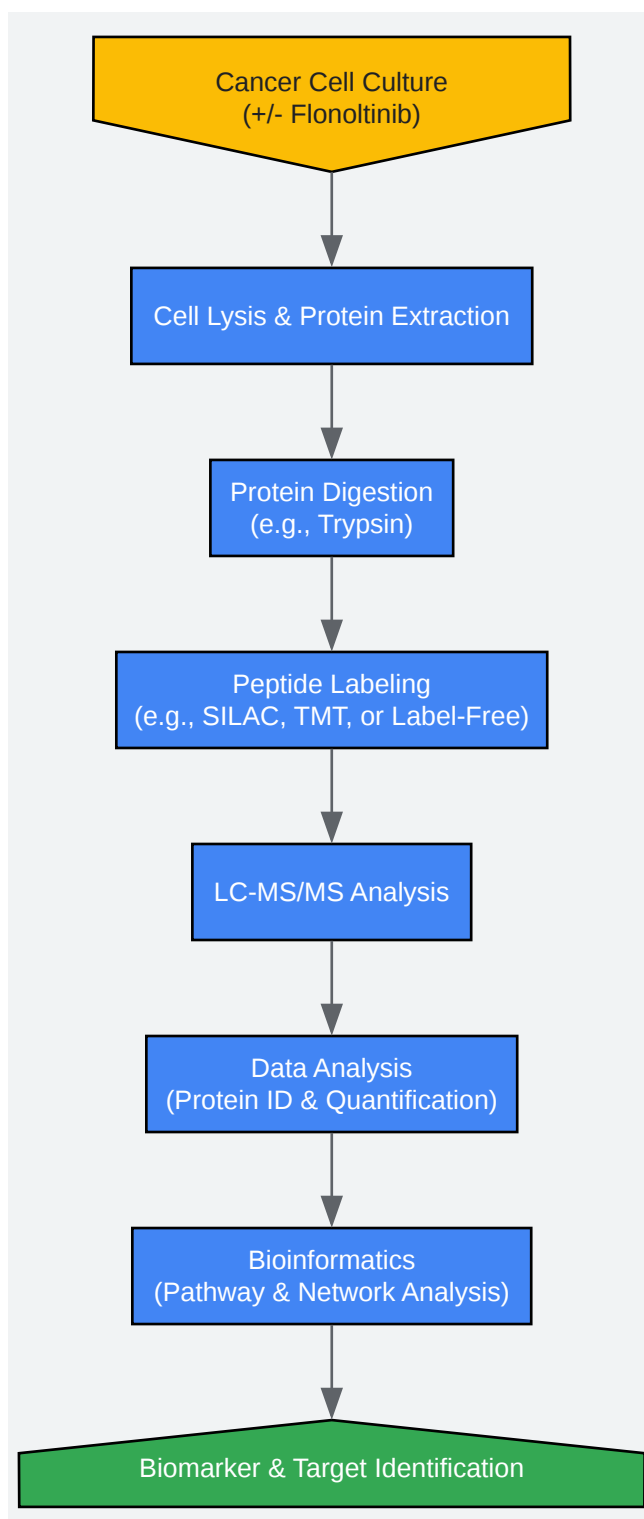 Cancer Cell Culture
(+/- Flonoltinib)
Cell Lysis & Protein Extraction
Protein Digestion
(e.g., Trypsin)
Peptide Labeling
(e.g., SILAC, TMT, or Label-Free)
LC-MS/MS Analysis
Data Analysis
(Protein ID & Quantification)
Bioinformatics
(Pathway & Network Analysis)
Biomarker & Target Identification